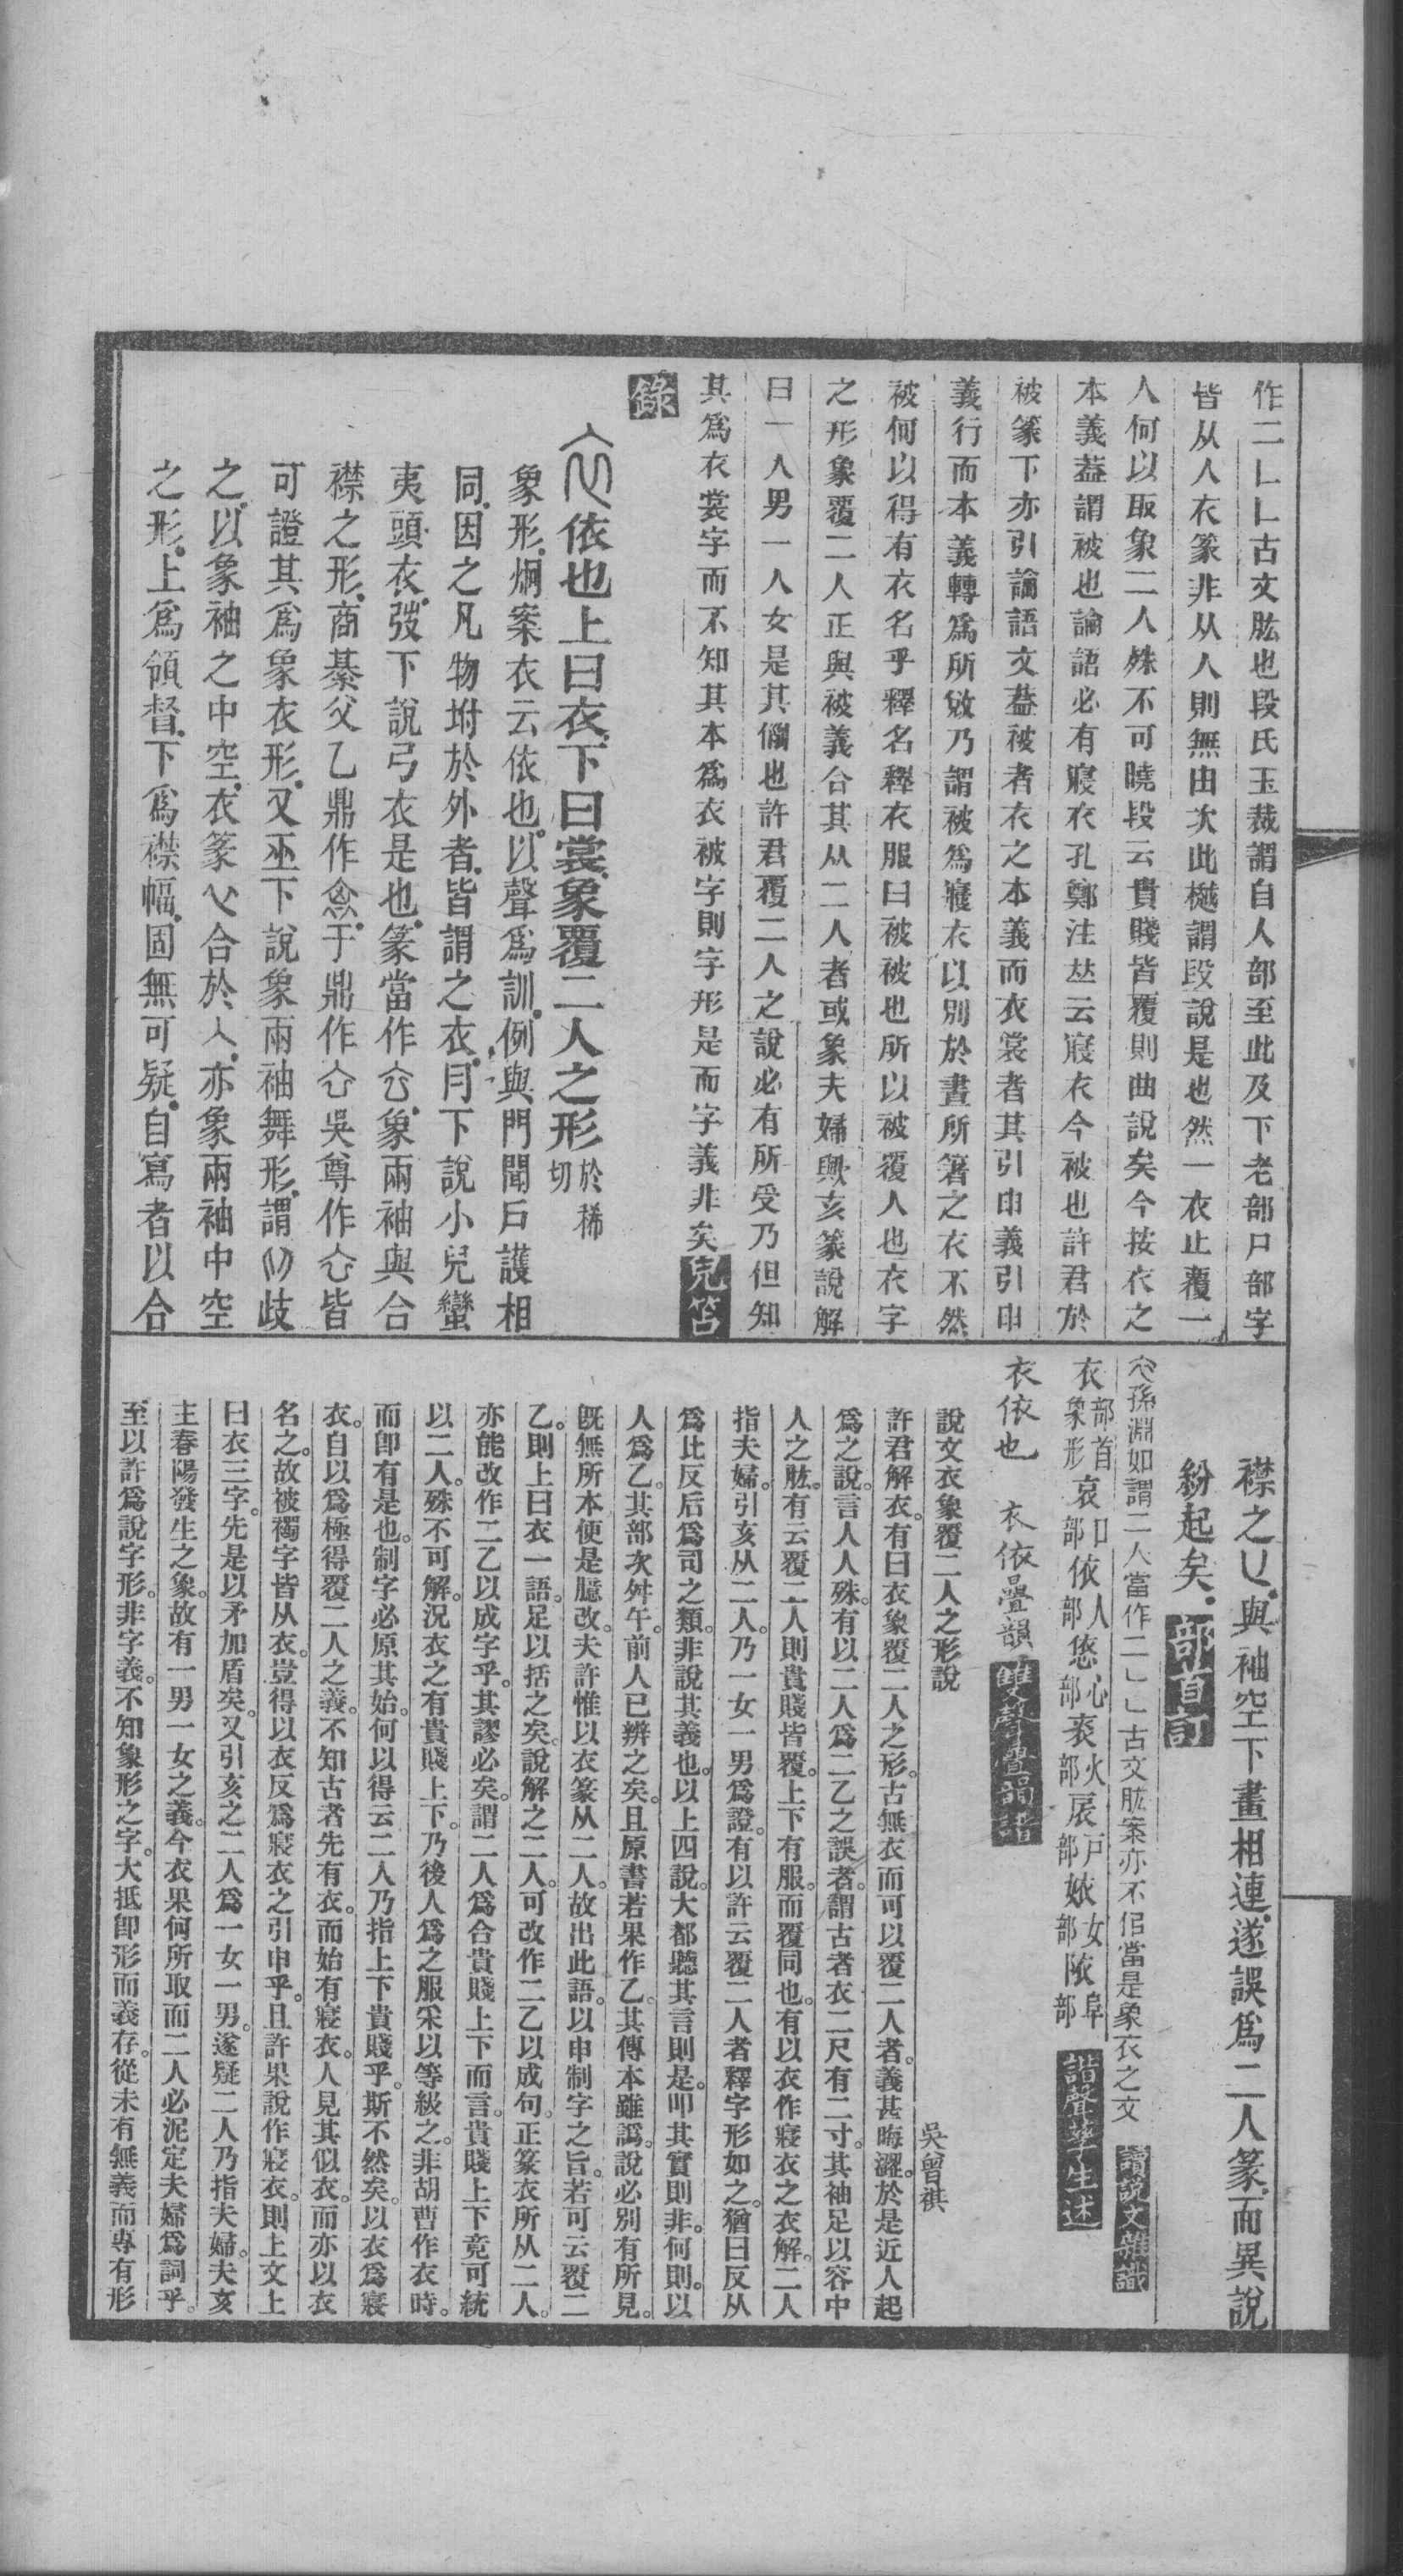 作二乚乚古文肱也段氏玉裁謂自人部至此及下老部尸部字
皆从人衣篆非从人則無由次此樾謂段說是也然一衣止覆一
人何以取象二人殊不可曉段云貴賤皆覆則曲說矣今按衣之
本義葢謂被也論語必有寢衣孔鄭注竝云寢衣今被也許君於
被篆下亦引論語文葢被者衣之本義而衣裳者其引申義引申
義行而本義轉爲所敓乃謂被爲寢衣以別於晝所箸之衣不然
被何以得有衣名乎釋名釋衣服曰被被也所以被覆人也衣字
之形象覆二人正與被義合其从二人者或象夫婦歟亥篆說解
曰一人男一人女是其例也許君覆二人之說必有所受乃但知
其爲衣裳字而不知其本爲衣被字則字形是而字義非矣兒笘
錄
依也上曰衣下曰裳象覆二人之形於稀切
象形炯案衣云依也以聲爲訓例與門聞戶護相
同因之凡物坿於外者皆謂之衣冃下說小兒蠻
夷頭衣弢下說弓衣是也篆當作 象兩袖與合
襟之形商綦父乙鼎作 于鼎作 吳尊作 皆
可證其爲象衣形又巫下說象兩袖舞形謂 歧
之以象袖之中空衣篆 合於 亦象兩袖中空
之形上爲領督下爲襟幅固無可疑自寫者以合
襟之 與袖空下畫相連遂誤爲二人篆而異說
紛起矣部首訂
孫淵如謂二人當作二乚乚古文肱案亦不佀當是象衣之文 讀說文雜識
衣部首象形 哀口部 依人部 㥋心部 衷火部 扆戶部 㛄女部 陒阜部 諧聲孳生述
衣依也 衣依疊韻 雙聲疊韻譜
說文衣象覆二人之形說
吳曾祺
許君解衣有曰衣象覆二人之形古無衣而可以覆二人者義甚晦澀於是近人起
爲之說言人人殊有以二人爲二乙之誤者謂古者衣二尺有二寸其袖足以容中
人之肱有云覆二人則貴賤皆覆上下有服而覆同也有以衣作寢衣之衣解二人
指夫婦引亥从二人乃一女一男爲證有以許云覆二人者釋字形如之猶曰反从
爲比反后爲司之類非說其義也以上四說大都聽其言則是叩其實則非何則以
人爲乙其部次舛午前人已辨之矣且原書若果作乙其傳本雖譌說必別有所見
旣無所本便是臆改夫許惟以衣篆从二人故出此語以申制字之旨若可云覆二
乙則上曰衣一語足以括之矣說解之二人可改作二乙以成句正篆衣所从二人
亦能改作二乙以成字乎其謬必矣謂二人爲合貴賤上下而言貴賤上下竟可統
以二人殊不可解況衣之有貴賤上下乃後人爲之服采以等級之非胡曹作衣時
而卽有是也制字必原其始何以得云二人乃指上下貴賤乎斯不然矣以衣爲寢
衣自以爲極得覆二人之義不知古者先有衣而始有寢衣人見其似衣而亦以衣
名之故被襡字皆从衣豈得以衣反爲寢衣之引申乎且許果說作寢衣則上文上
曰衣三字先是以矛加盾矣又引亥之二人爲一女一男遂疑二人乃指夫婦夫亥
主春陽發生之象故有一男一女之義今衣果何所取而二人必泥定夫婦爲詞乎
至以許爲說字形非字義不知象形之字大抵卽形而義存從未有無義而專有形